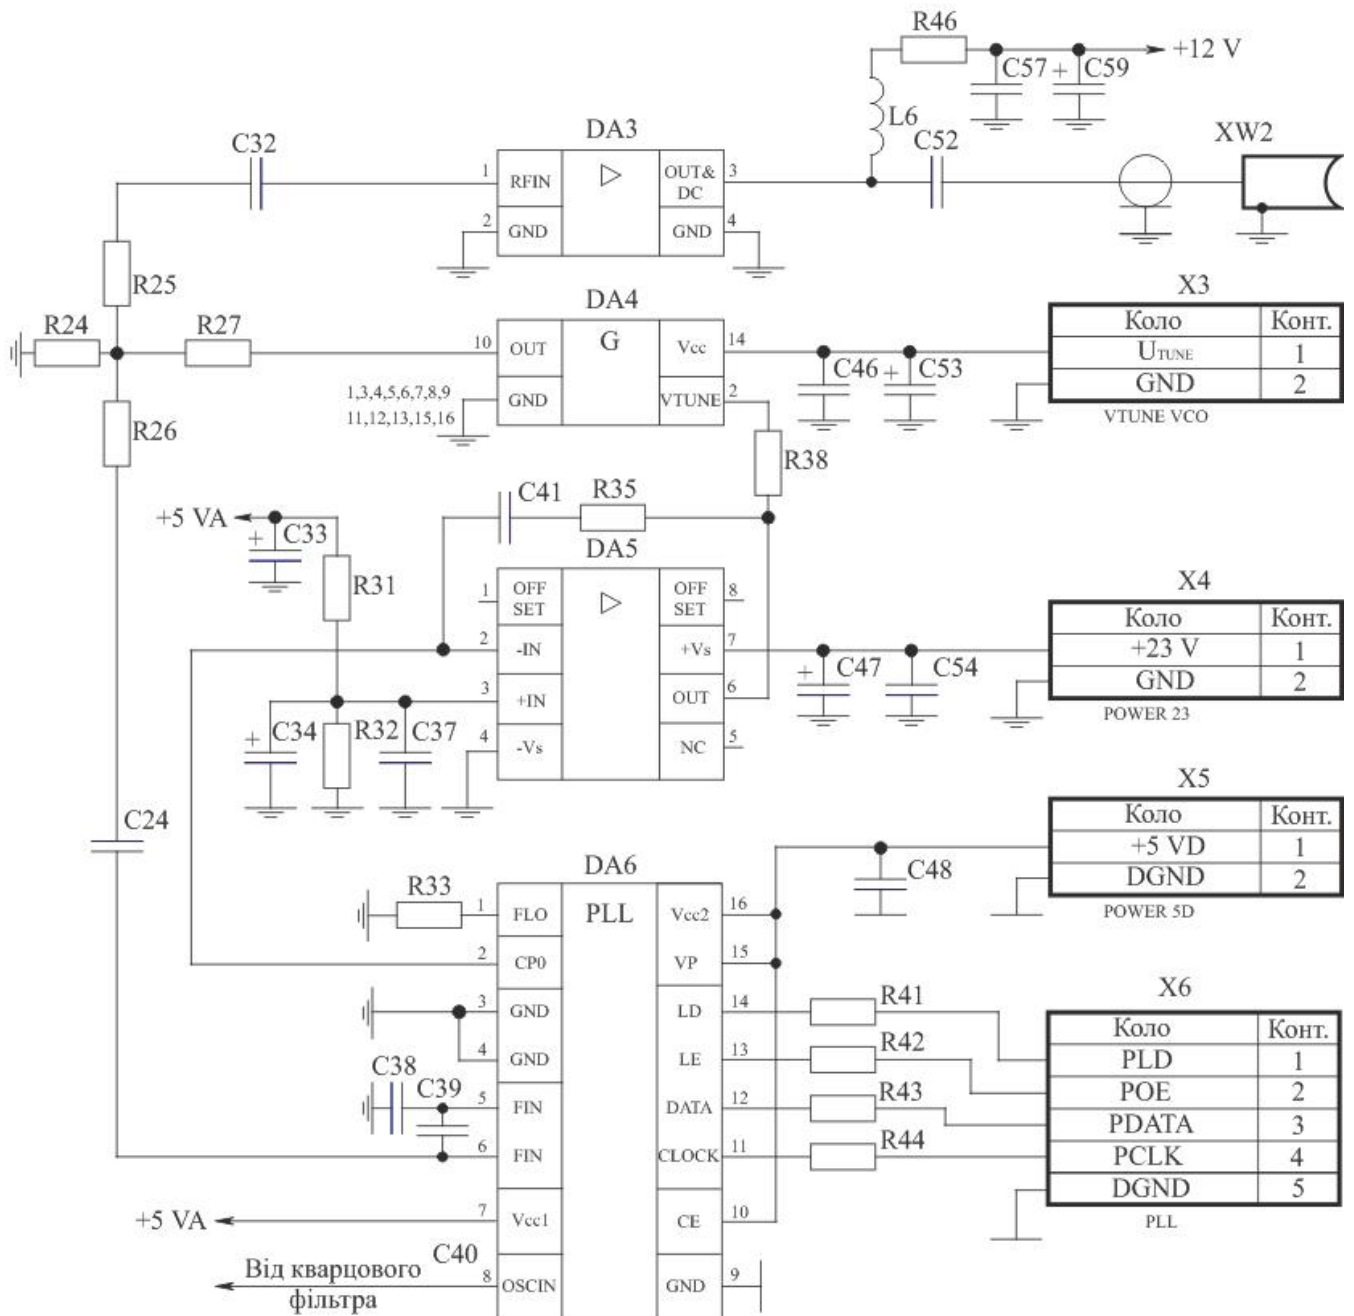 R46
+12 V
C57
+
C59
L6
XW2
C32
DA3
C52
1
RFIN
OUT&
DC
3
2
GND
GND
4
R25
X3
R24
R27
DA4
Коло
Конт.
10
OUT
G
Vcc
14
UTUNE
1
C46
+
C53
1,3,4,5,6,7,8,9
11,12,13,15,16
GND
VTUNE
2
GND
2
VTUNE VCO
R26
R38
C41
R35
+5 VA
+
C33
DA5
R31
1
OFF
SET
OFF
SET
8
X4
Коло
Конт.
2
-IN
+Vs
7
+23 V
1
+
C47
C54
3
+IN
OUT
6
GND
2
POWER 23
+
C34
R32
C37
4
-Vs
NC
5
X5
Коло
Конт.
C24
+5 VD
1
DA6
C48
DGND
2
POWER 5D
R33
1
FLO
PLL
Vcc2
16
2
CP0
VP
15
X6
3
GND
LD
14
R41
Коло
Конт.
4
GND
LE
13
R42
PLD
1
C38
C39
POE
2
5
FIN
DATA
12
R43
PDATA
3
6
FIN
CLOCK
11
R44
PCLK
4
DGND
5
PLL
+5 VA
7
Vcc1
CE
10
C40
Від кварцового
фільтра
8
OSCIN
GND
9